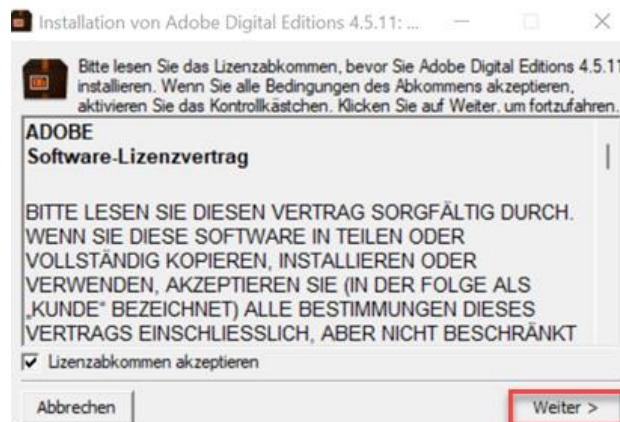 Installation von Adobe Digital Editions 4.5.11: ...
Bitte lesen Sie das Lizenzabkommen, bevor Sie Adobe Digital Editions 4.5.11
installieren. Wenn Sie alle Bedingungen des Abkommens akzeptieren,
aktivieren Sie das Kontrollkästchen. Klicken Sie auf Weiter. um fortzufahren.
ADOBE
Software-Lizenzvertrag
BITTE LESEN SIE DIESEN VERTRAG SORGFÄLTIG DURCH.
WENN SIE DIESE SOFTWARE IN TEILEN ODER
VOLLSTÄNDIG KOPIEREN, INSTALLIEREN ODER
VERWENDEN, AKZEPTIEREN SIE (IN DER FOLGE ALS
„KUNDE" BEZEICHNET) ALLE BESTIMMUNGEN DIESES
VERTRAGS EINSCHLIESSLICH, ABER NICHT BESCHRÄNKT
Lizenzabkommen akzeptieren
Abbrechen
Weiter >